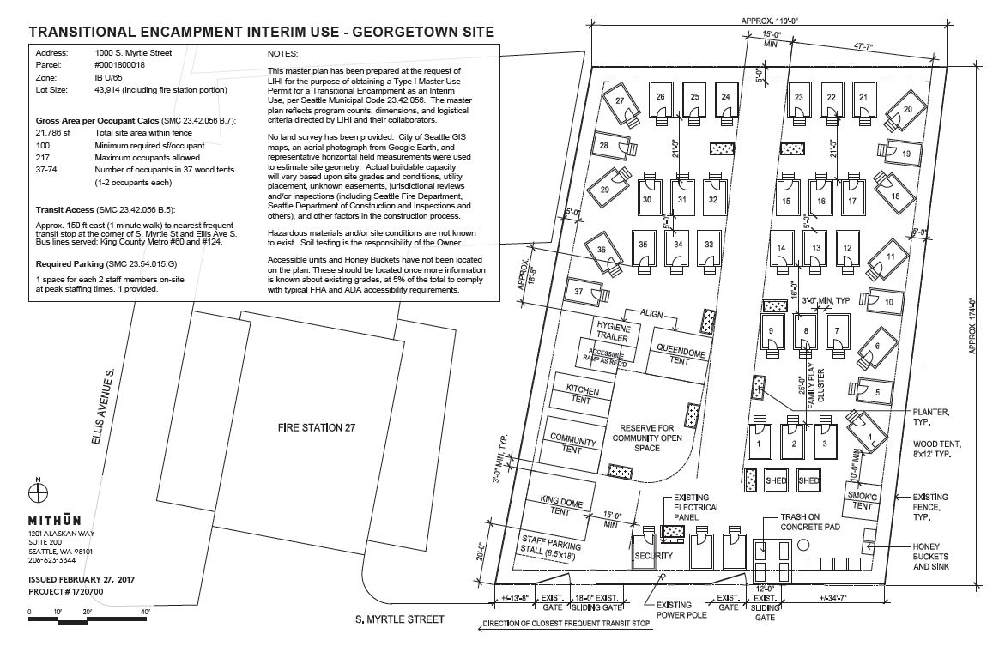 TRANSITIONAL ENCAMPMENT INTERIM USE - GEORGETOWN SITE
Address: 1000 S. Myrtle Street
Parcel: #0001800018
Zone: IB U/65
Lot Size: 43,914 (including fire station portion)
Gross Area per Occupant Calcs (SMC 23.42.056 B.7):
21,786 sf Total site area within fence
100 Minimum required sf/occupant
217 Maximum occupants allowed
37-74 Number of occupants in 37 wood tents
(1-2 occupants each)
Transit Access (SMC 23.42.056 B.5):
Approx. 150 ft east (1 minute walk) to nearest frequent
transit stop at the corner of S. Myrtle St and Ellis Ave S.
Bus lines served: King County Metro #60 and #124.
Required Parking (SMC 23.54.015.G)
1 space for each 2 staff members on-site
at peak staffing times. 1 provided.
NOTES:
This master plan has been prepared at the request of
LIHI for the purpose of obtaining a Type I Master Use
Permit for a Transitional Encampment as an Interim
Use, per Seattle Municipal Code 23.42.056. The master
plan reflects program counts, dimensions, and logistical
criteria directed by LIHI and their collaborators.
No land survey has been provided. City of Seattle GIS
maps, an aerial photograph from Google Earth, and
representative horizontal field measurements were used
to estimate site geometry. Actual buildable capacity
will vary based upon site grades and conditions, utility
placement, unknown easements, jurisdictional reviews
and/or inspections (including Seattle Fire Department,
Seattle Department of Construction and Inspections and
others), and other factors in the construction process.
Hazardous materials and/or site conditions are not known
to exist. Soil testing is the responsibility of the Owner.
Accessible units and Honey Buckets have not been located
on the plan. These should be located once more information
is known about existing grades, at 5% of the total to comply
with typical FHA and ADA accessibility requirements.
APPROX. 119'-0"
15'-0"
MIN
47'-7"
5'-0"
27
26
25
24
23
22
21
20
21'-0"
21'-0"
28
19
29
30
31
32
15
16
17
18
5'-0"
5'-0"
5'-0"
5'-0"
36
35
34
33
14
13
12
11
APPROX.
18'-8"
16'-0"
37
10
APPROX. 174'-0"
3'-0" MIN, TYP
ALIGN
HYGIENE
TRAILER
ACCESSIBLE
RAMP AS REQ'D
QUEENDOME
TENT
9
8
7
6
25'-0"
FAMILY PLAY
CLUSTER
5
KITCHEN
TENT
PLANTER,
TYP.
COMMUNITY
TENT
RESERVE FOR
COMMUNITY OPEN
SPACE
1
2
3
4
WOOD TENT,
8'x12' TYP.
10'-0" MIN
3'-0" MIN. TYP.
SHED
SHED
SMOK'G
TENT
EXISTING
FENCE,
TYP.
KING DOME
TENT
15'-0"
MIN
EXISTING
ELECTRICAL
PANEL
TRASH ON
CONCRETE PAD
STAFF PARKING
STALL (8.5'x18')
SECURITY
HONEY
BUCKETS
AND SINK
20'-0"
+/-13'-8"
EXIST.
GATE
18'-0" EXIST.
SLIDING GATE
EXISTING
POWER POLE
EXIST.
GATE
12'-0"
EXIST.
SLIDING
GATE
+/-34'-7"
DIRECTION OF CLOSEST FREQUENT TRANSIT STOP
S. MYRTLE STREET
ELLIS AVENUE S.
FIRE STATION 27
N
MITHŪN
1201 ALASKAN WAY
SUITE 200
SEATTLE, WA 98101
206-623-3344
ISSUED FEBRUARY 27, 2017
PROJECT # 1720700
0 10' 20' 40'